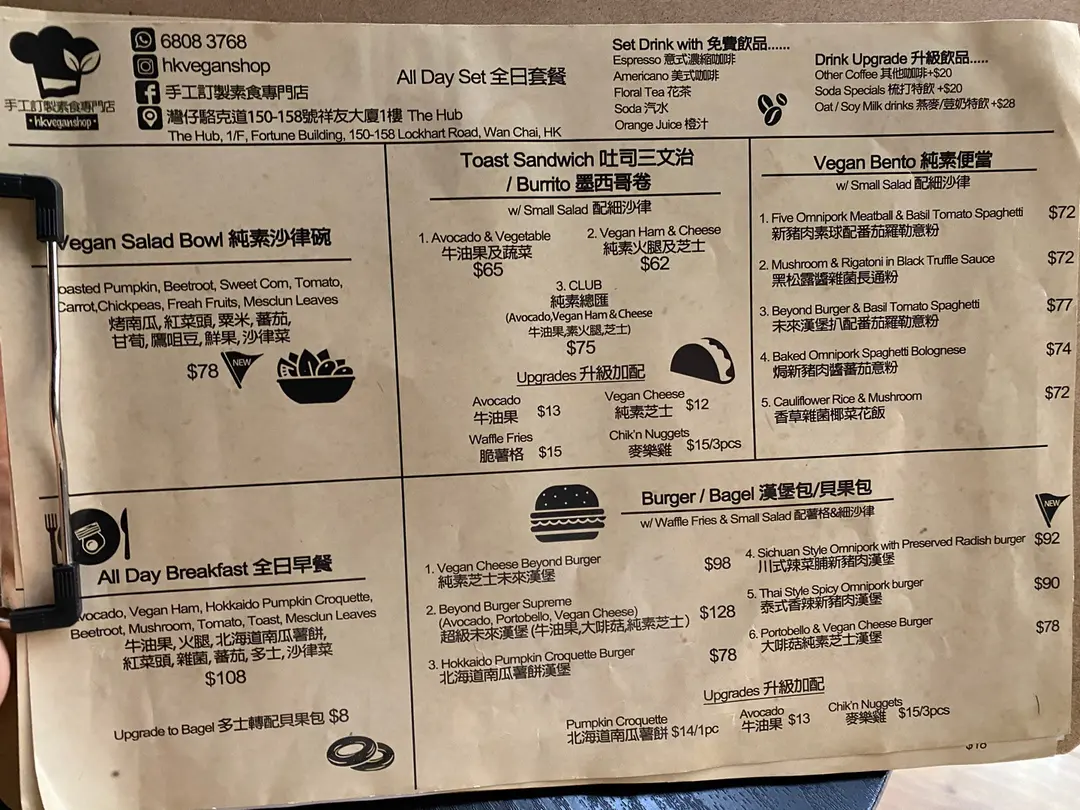 手工訂製素食專門店
hkveganshop
6808 3768
hkveganshop
手工訂製素食專門店
灣仔駱克道150-158號祥友大廈1樓 The Hub
The Hub, 1/F, Fortune Building, 150-158 Lockhart Road, Wan Chai, HK
All Day Set 全日套餐
Set Drink with 免費飲品......
Espresso 意式濃縮咖啡
Americano 美式咖啡
Floral Tea 花茶
Soda 汽水
Orange Juice 橙汁
Drink Upgrade 升級飲品.....
Other Coffee 其他咖啡+$20
Soda Specials 梳打特飲 +$20
Oat / Soy Milk drinks 燕麥/荳奶特飲 +$28
Vegan Salad Bowl 純素沙律碗
oasted Pumpkin, Beetroot, Sweet Corn, Tomato,
Carrot,Chickpeas, Freah Fruits, Mesclun Leaves
烤南瓜, 紅菜頭, 粟米, 蕃茄,
甘荀, 鷹咀豆, 鮮果, 沙律菜
$78
NEW
Toast Sandwich 吐司三文治
/ Burrito 墨西哥卷
w/ Small Salad 配細沙律
1. Avocado & Vegetable
牛油果及蔬菜
$65
2. Vegan Ham & Cheese
純素火腿及芝士
$62
3. CLUB
純素總匯
(Avocado,Vegan Ham & Cheese
牛油果,素火腿,芝士)
$75
Upgrades 升級加配
Avocado
牛油果 $13
Vegan Cheese
純素芝士 $12
Waffle Fries
脆薯格 $15
Chik'n Nuggets
麥樂雞 $15/3pcs
Vegan Bento 純素便當
w/ Small Salad 配細沙律
1. Five Omnipork Meatball & Basil Tomato Spaghetti $72
新豬肉素球配番茄羅勒意粉
2. Mushroom & Rigatoni in Black Truffle Sauce $72
黑松露醬雜菌長通粉
3. Beyond Burger & Basil Tomato Spaghetti $77
未來漢堡扒配番茄羅勒意粉
4. Baked Omnipork Spaghetti Bolognese $74
焗新豬肉醬番茄意粉
5. Cauliflower Rice & Mushroom $72
香草雜菌椰菜花飯
All Day Breakfast 全日早餐
vocado, Vegan Ham, Hokkaido Pumpkin Croquette,
Beetroot, Mushroom, Tomato, Toast, Mesclun Leaves
牛油果, 火腿, 北海道南瓜薯餅,
紅菜頭, 雜菌, 蕃茄, 多士, 沙律菜
$108
Upgrade to Bagel 多士轉配貝果包 $8
Burger / Bagel 漢堡包/貝果包
w/ Waffle Fries & Small Salad 配薯格&細沙律
1. Vegan Cheese Beyond Burger $98
純素芝士未來漢堡
2. Beyond Burger Supreme
(Avocado, Portobello, Vegan Cheese) $128
超級未來漢堡 (牛油果,大啡菇,純素芝士)
3. Hokkaido Pumpkin Croquette Burger $78
北海道南瓜薯餅漢堡
NEW
4. Sichuan Style Omnipork with Preserved Radish burger $92
川式辣菜脯新豬肉漢堡
5. Thai Style Spicy Omnipork burger $90
泰式香辣新豬肉漢堡
6. Portobello & Vegan Cheese Burger $78
大啡菇純素芝士漢堡
Upgrades 升級加配
Pumpkin Croquette
北海道南瓜薯餅 $14/1pc
Avocado
牛油果 $13
Chik'n Nuggets
麥樂雞 $15/3pcs